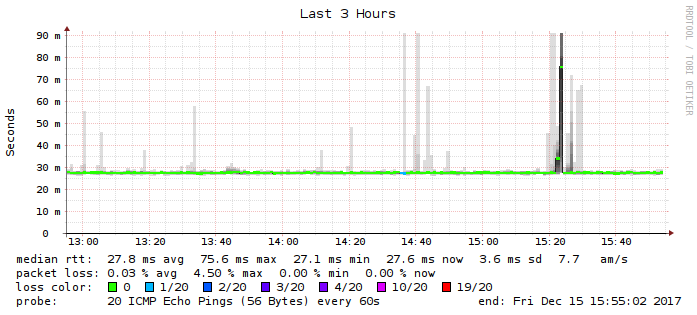 Last 3 Hours
RRDTOOL / TOBI OETIKER
Seconds
90 m
80 m
70 m
60 m
50 m
40 m
30 m
20 m
10 m
0
13:00 13:20 13:40 14:00 14:20 14:40 15:00 15:20 15:40
median rtt: 27.8 ms avg 75.6 ms max 27.1 ms min 27.6 ms now 3.6 ms sd 7.7 am/s
packet loss: 0.03 % avg 4.50 % max 0.00 % min 0.00 % now
loss color: 0 1/20 2/20 3/20 4/20 10/20 19/20
probe: 20 ICMP Echo Pings (56 Bytes) every 60s end: Fri Dec 15 15:55:02 2017